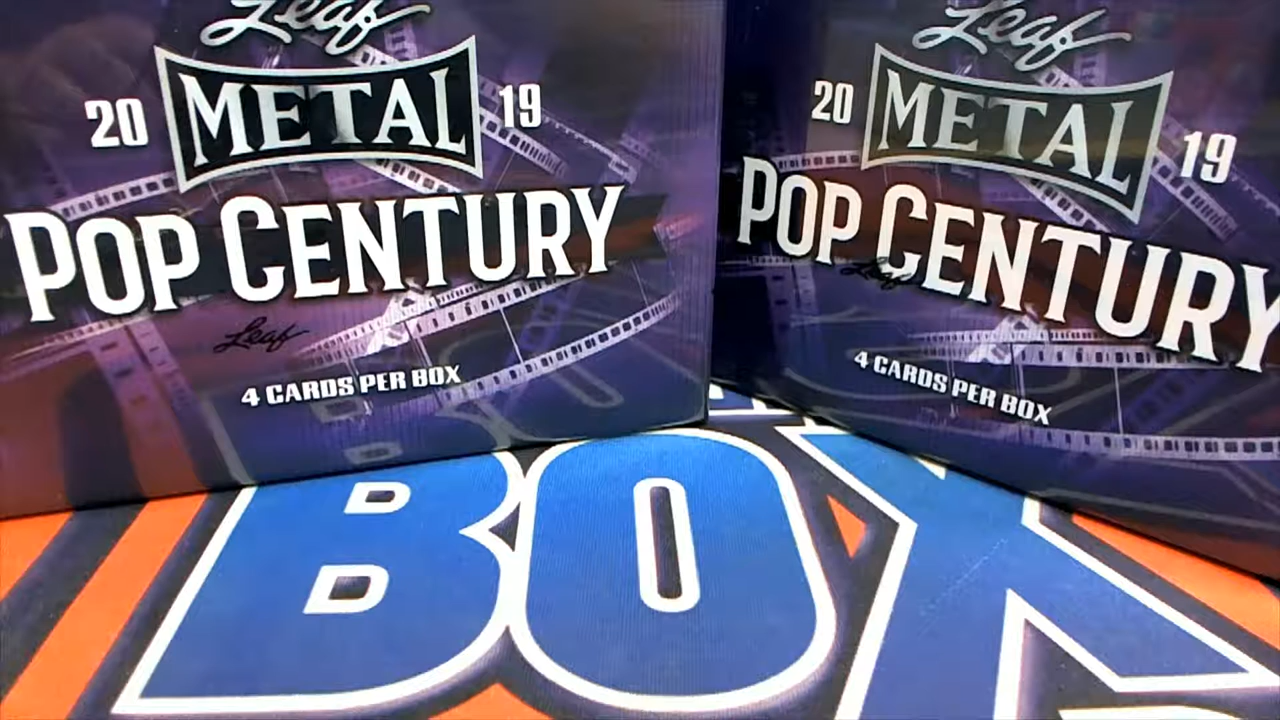 Leaf
20 METAL 19
POP CENTURY
Leaf
4 CARDS PER BOX
Leaf
20 METAL 19
POP CENTURY
Leaf
4 CARDS PER BOX
BOX